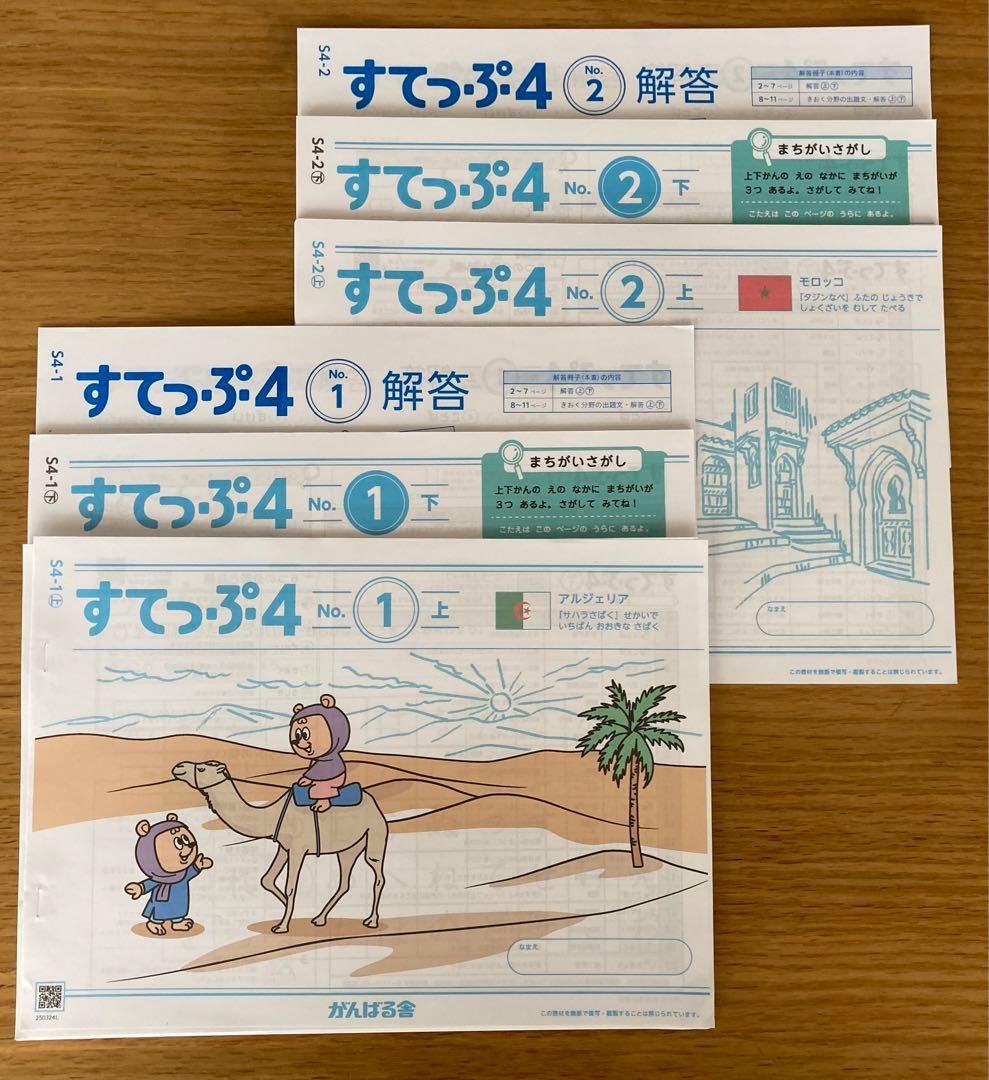 S4-2
すてっぷ4 No. 2 解答
解答冊子(本書)の内容
2～7ページ 解答上下
8～11ページ きおく分野の出題文・解答上下
S4-2下
すてっぷ4 No. 2 下
まちがいさがし
上下かんの えの なかに まちがいが
3つ あるよ。さがして みてね!
こたえは この ページの うらに あるよ。
S4-2上
すてっぷ4 No. 2 上
モロッコ
「タジンなべ」ふたの じょうきで
しょくざいを むして たべる
なまえ
この教材を無断で複写・複製することは禁じられています。
S4-1
すてっぷ4 No. 1 解答
解答冊子(本書)の内容
2～7ページ 解答上下
8～11ページ きおく分野の出題文・解答上下
S4-1下
すてっぷ4 No. 1 下
まちがいさがし
上下かんの えの なかに まちがいが
3つ あるよ。さがして みてね!
こたえは この ページの うらに あるよ。
S4-1上
すてっぷ4 No. 1 上
アルジェリア
「サハラさばく」せかいで
いちばん おおきな さばく
なまえ
250324L
がんばる舎
この教材を無断で複写・複製することは禁じられています。